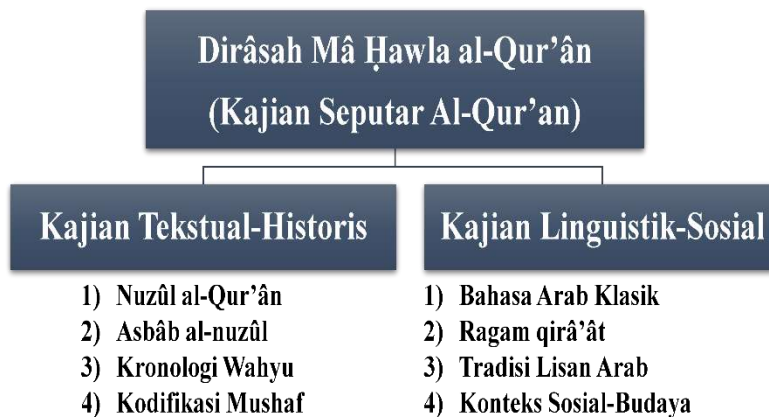 Dirâsah Mâ Ḥawla al-Qur’ân
(Kajian Seputar Al-Qur’an)
Kajian Tekstual-Historis
1) Nuzûl al-Qur’ân
2) Asbâb al-nuzûl
3) Kronologi Wahyu
4) Kodifikasi Mushaf
Kajian Linguistik-Sosial
1) Bahasa Arab Klasik
2) Ragam qirâ’ât
3) Tradisi Lisan Arab
4) Konteks Sosial-Budaya